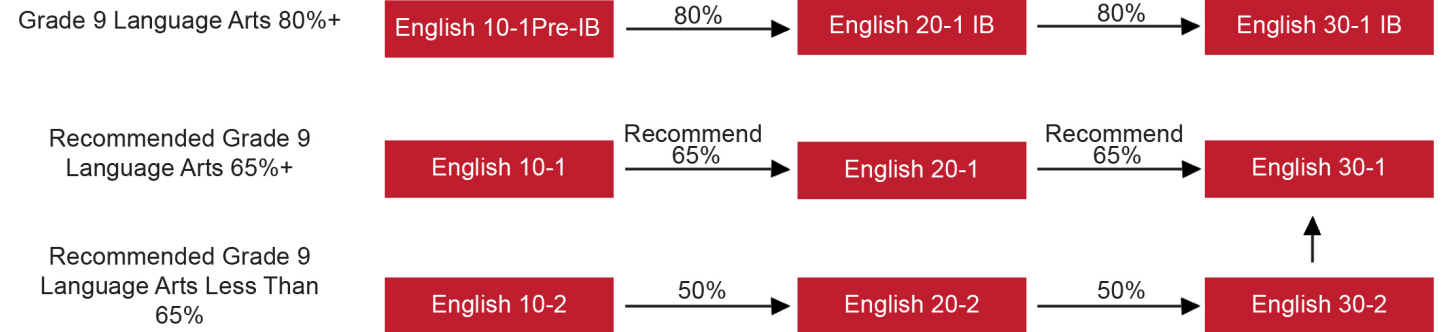 Grade 9 Language Arts 80%+
English 10-1Pre-IB
80%
English 20-1 IB
80%
English 30-1 IB
Recommended Grade 9
Language Arts 65%+
English 10-1
Recommend
65%
English 20-1
Recommend
65%
English 30-1
Recommended Grade 9
Language Arts Less Than
65%
English 10-2
50%
English 20-2
50%
English 30-2